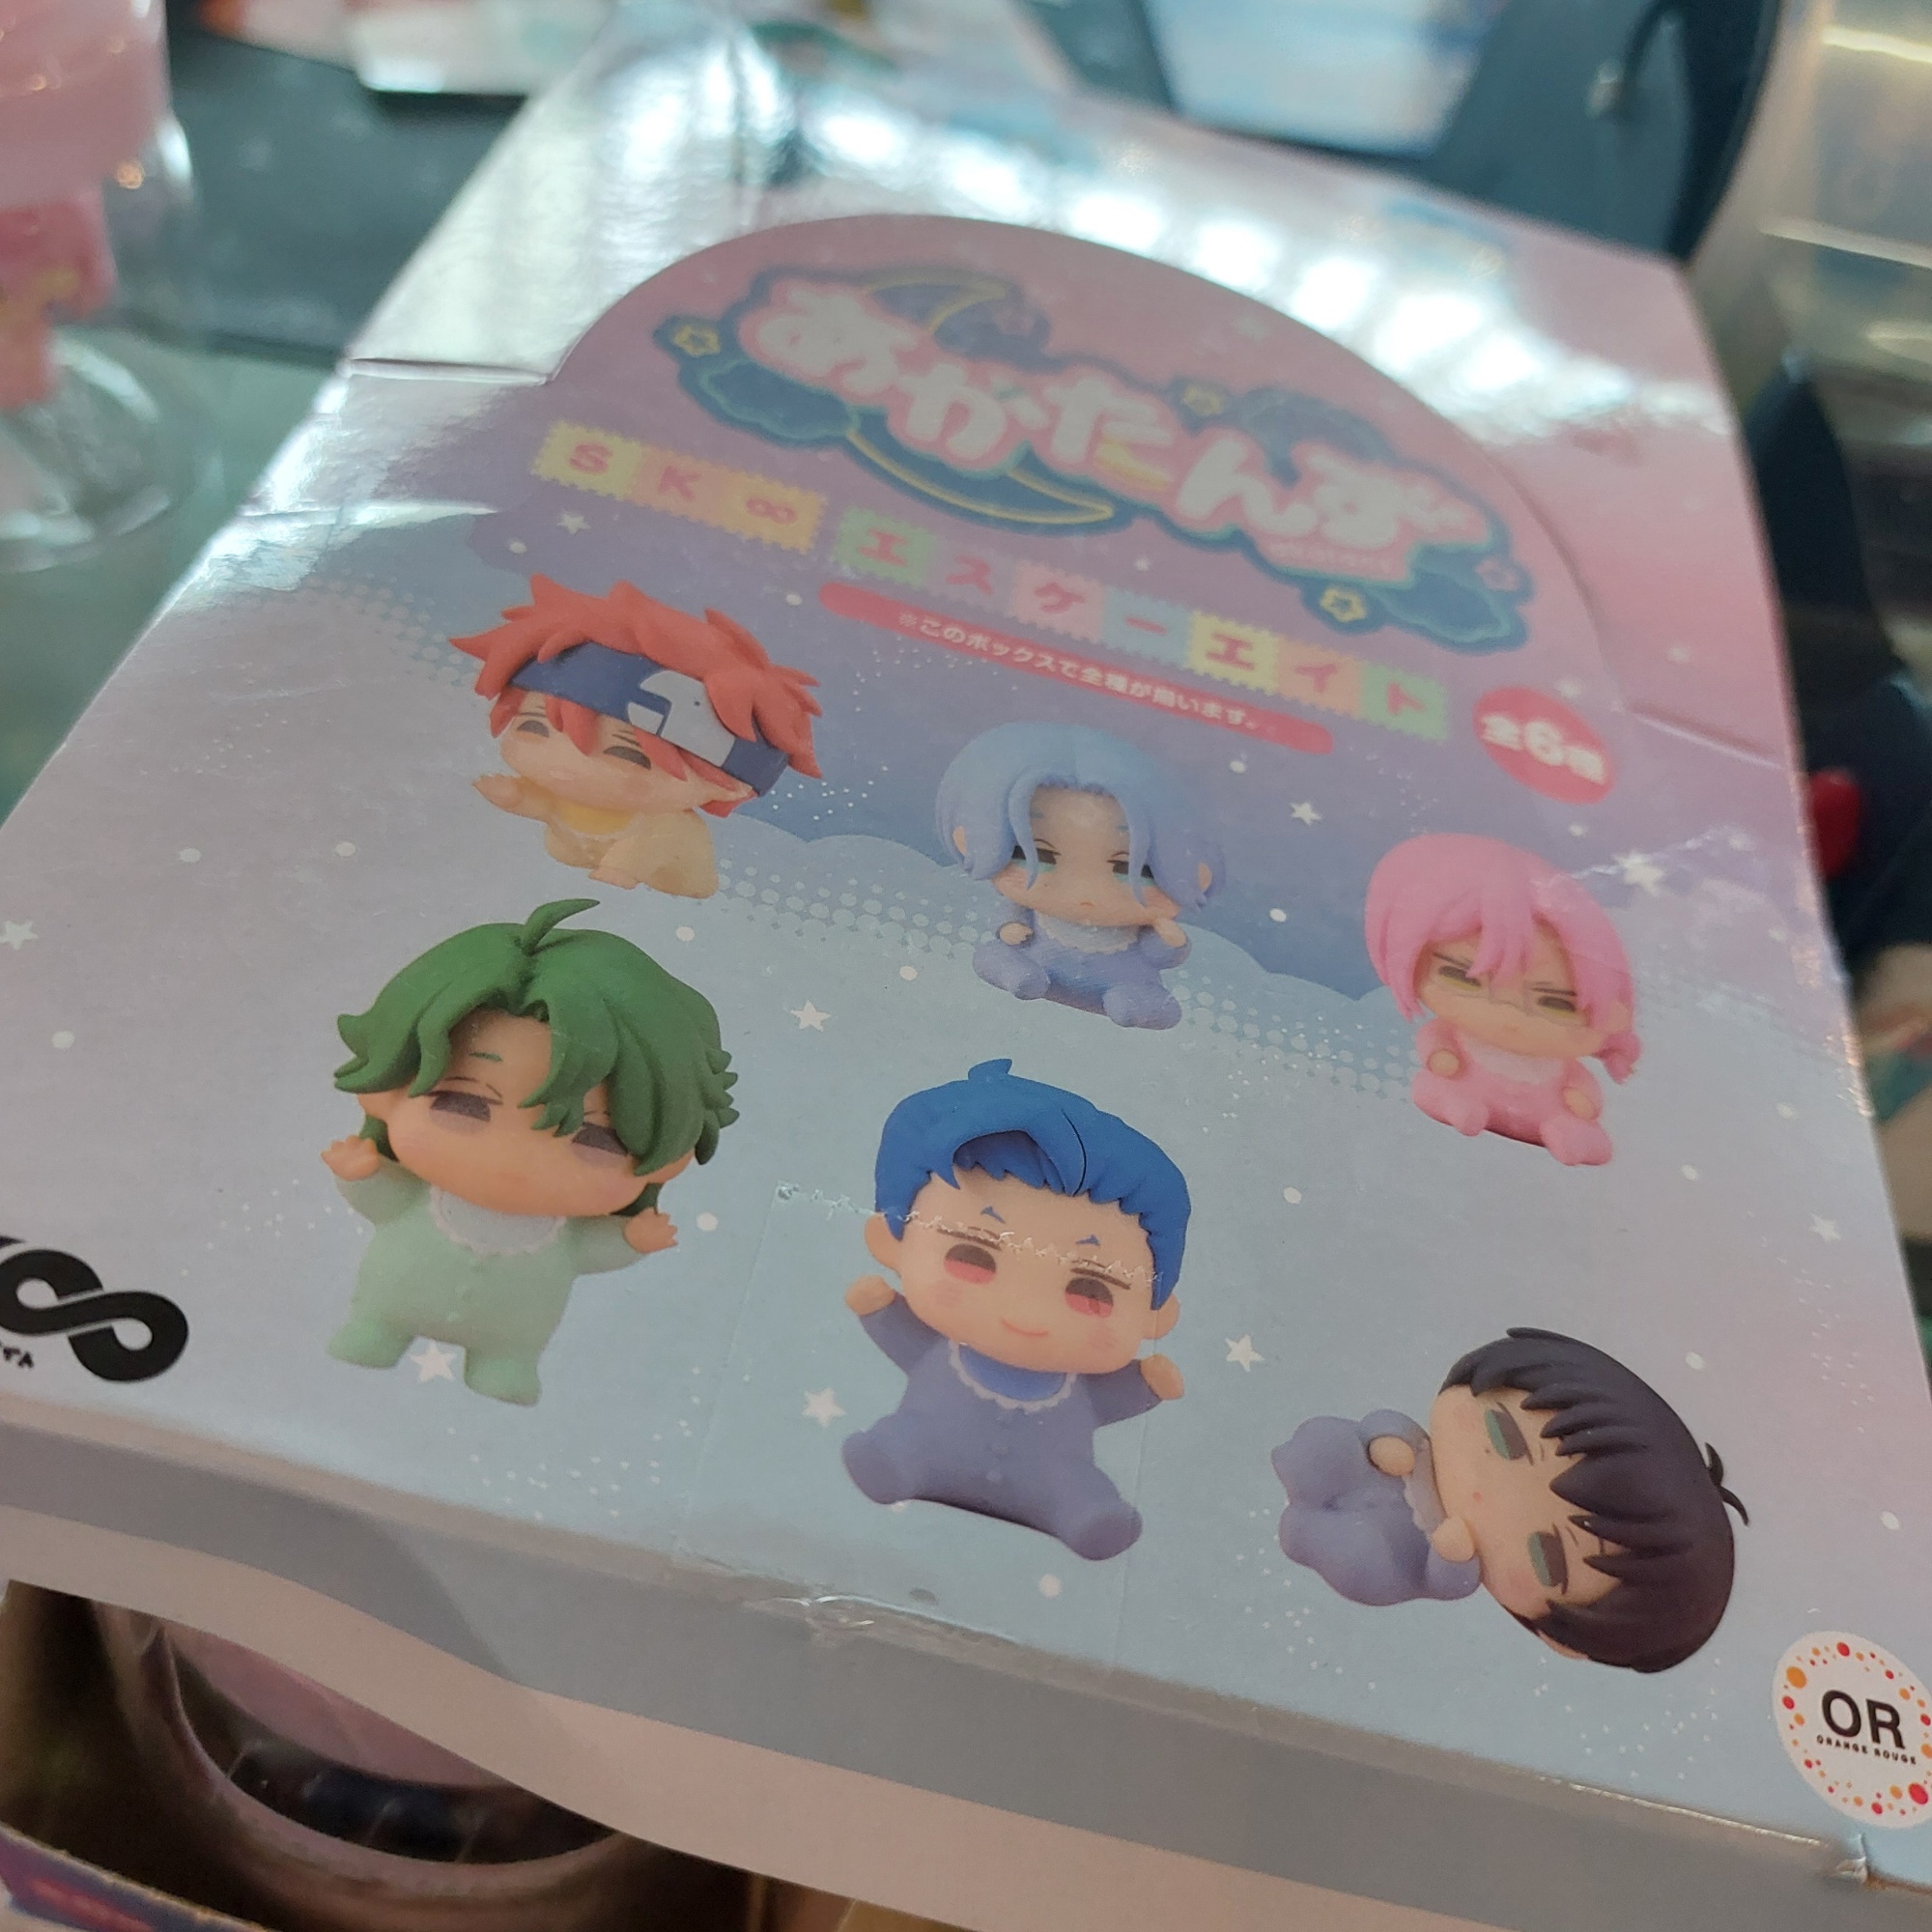 あかたんず
SK∞ エスケーエイト
※このボックスで全種が揃います。
全6種
OR
ORANGE ROUGE